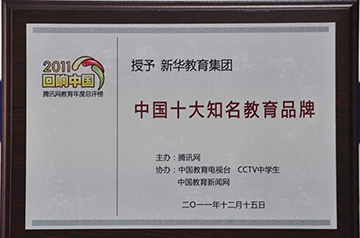 2011
回响中国
腾讯网教育年度总评榜
授予 新华教育集团
中国十大知名教育品牌
主办：腾讯网
协办：中国教育电视台 CCTV中学生
中国教育新闻网
二〇一一年十二月十五日